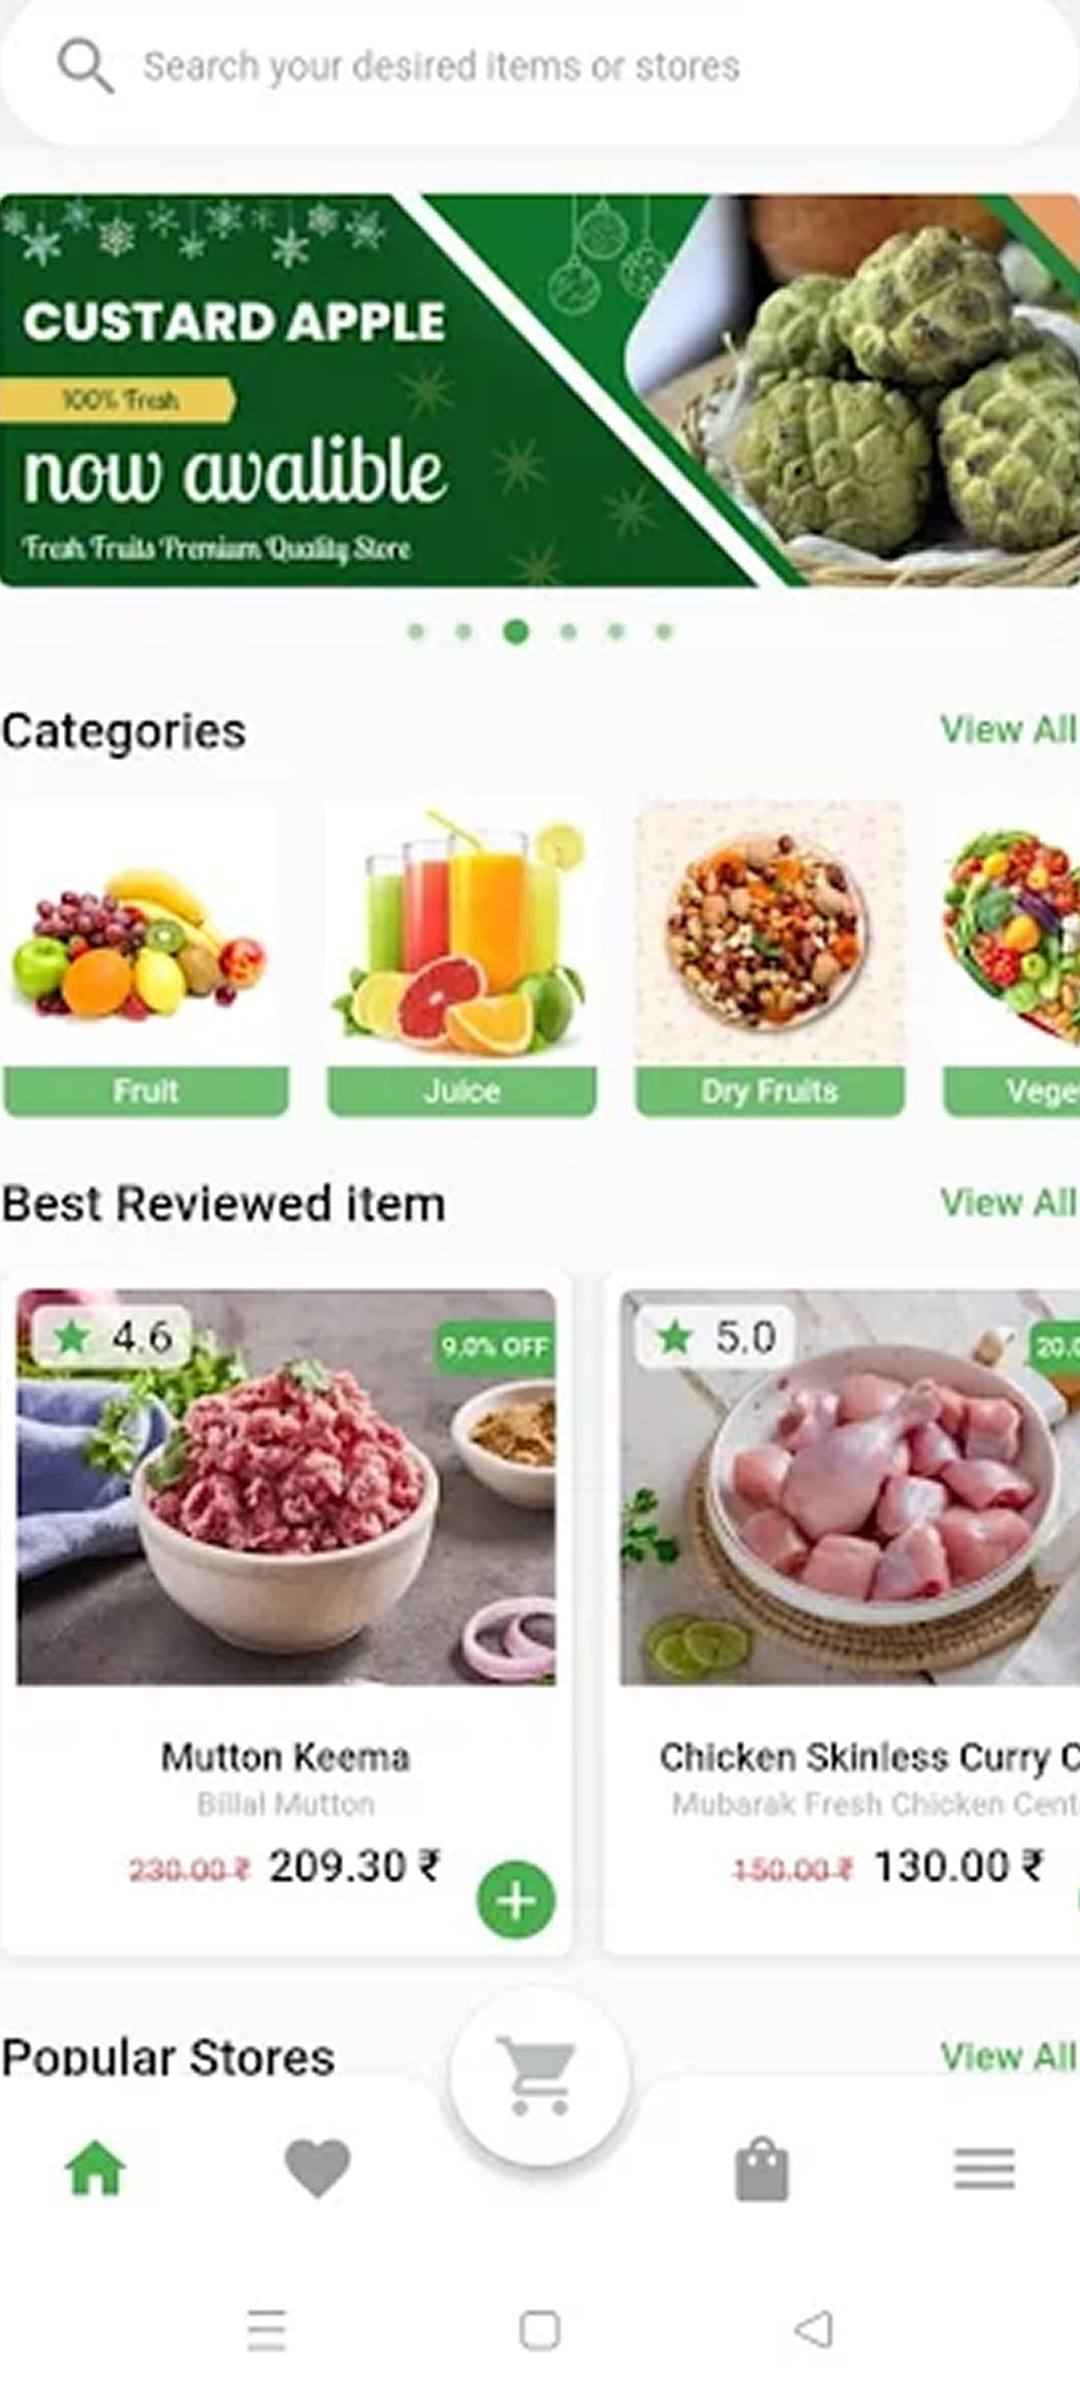 Search your desired items or stores
CUSTARD APPLE
100% Fresh
now avalible
Fresh Fruits Premium Quality Store
Categories
View All
Fruit
Juice
Dry Fruits
Vege
Best Reviewed item
View All
4.6
9.0% OFF
5.0
20.0
Mutton Keema
Billal Mutton
230.00 ₹ 209.30 ₹
Chicken Skinless Curry C
Mubarak Fresh Chicken Cent
150.00 ₹ 130.00 ₹
Popular Stores
View All